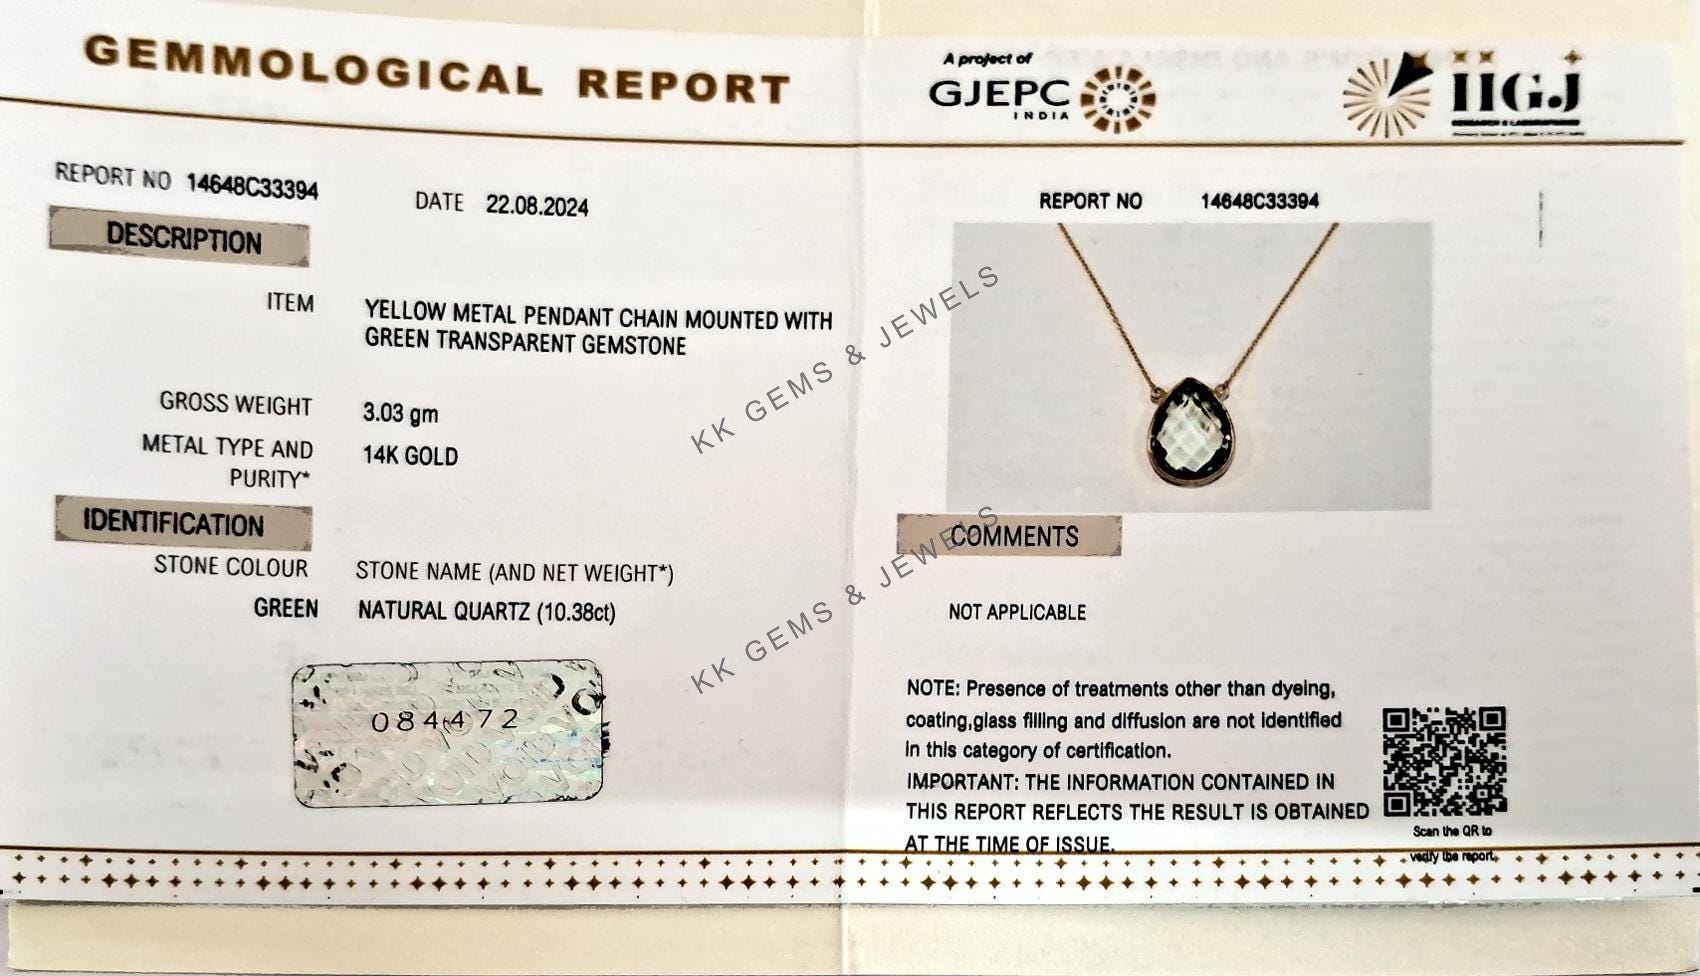 GEMMOLOGICAL REPORT
REPORT NO 14648C33394
DATE 22.08.2024
DESCRIPTION
ITEM YELLOW METAL PENDANT CHAIN MOUNTED WITH
GREEN TRANSPARENT GEMSTONE
GROSS WEIGHT 3.03 gm
METAL TYPE AND 14K GOLD
PURITY*
IDENTIFICATION
STONE COLOUR STONE NAME (AND NET WEIGHT*)
GREEN NATURAL QUARTZ (10.38ct)
084472
A project of
GJEPC
INDIA
IIGJ
RESEARCH & LABORATORIES
REPORT NO 14648C33394
KK GEMS & JEWELS
COMMENTS
KK GEMS & JEWELS
NOT APPLICABLE
NOTE: Presence of treatments other than dyeing,
coating,glass filling and diffusion are not identified
in this category of certification.
IMPORTANT: THE INFORMATION CONTAINED IN
THIS REPORT REFLECTS THE RESULT IS OBTAINED
AT THE TIME OF ISSUE.
Scan the QR to
verify the report.